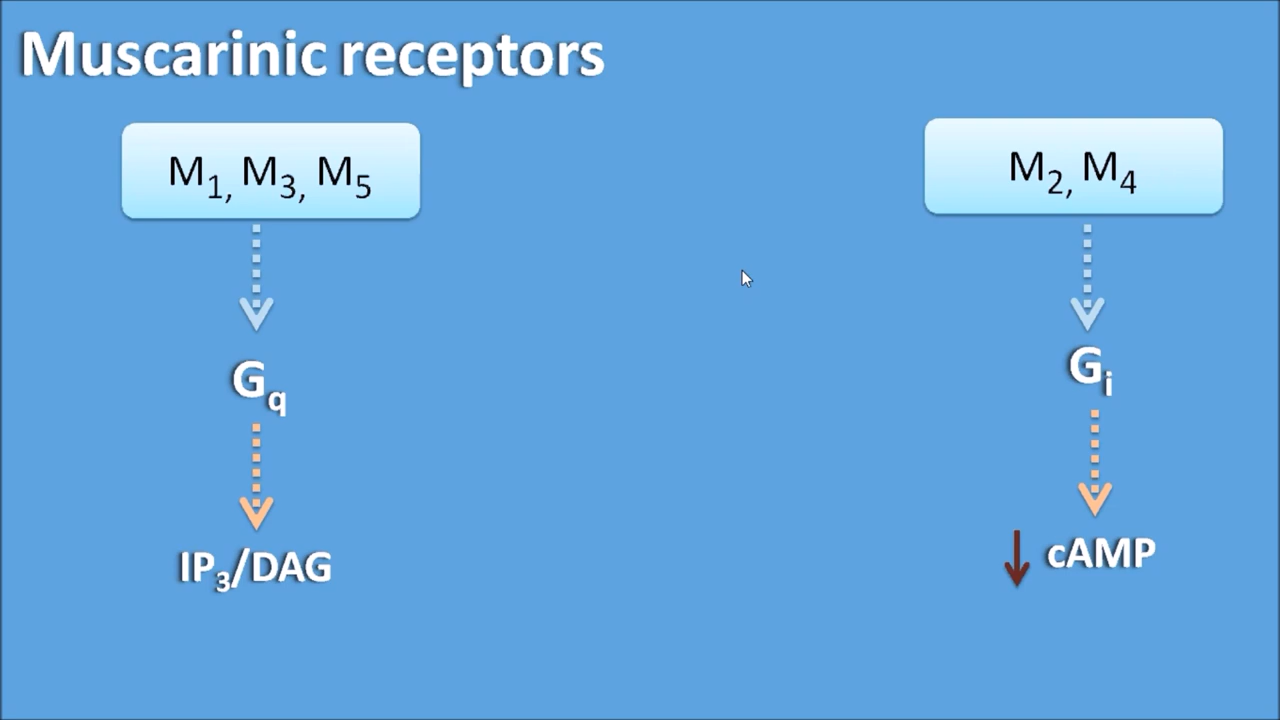 Muscarinic receptors
M₁, M₃, M₅
M₂, M₄
Gq
Gi
IP₃/DAG
↓ cAMP